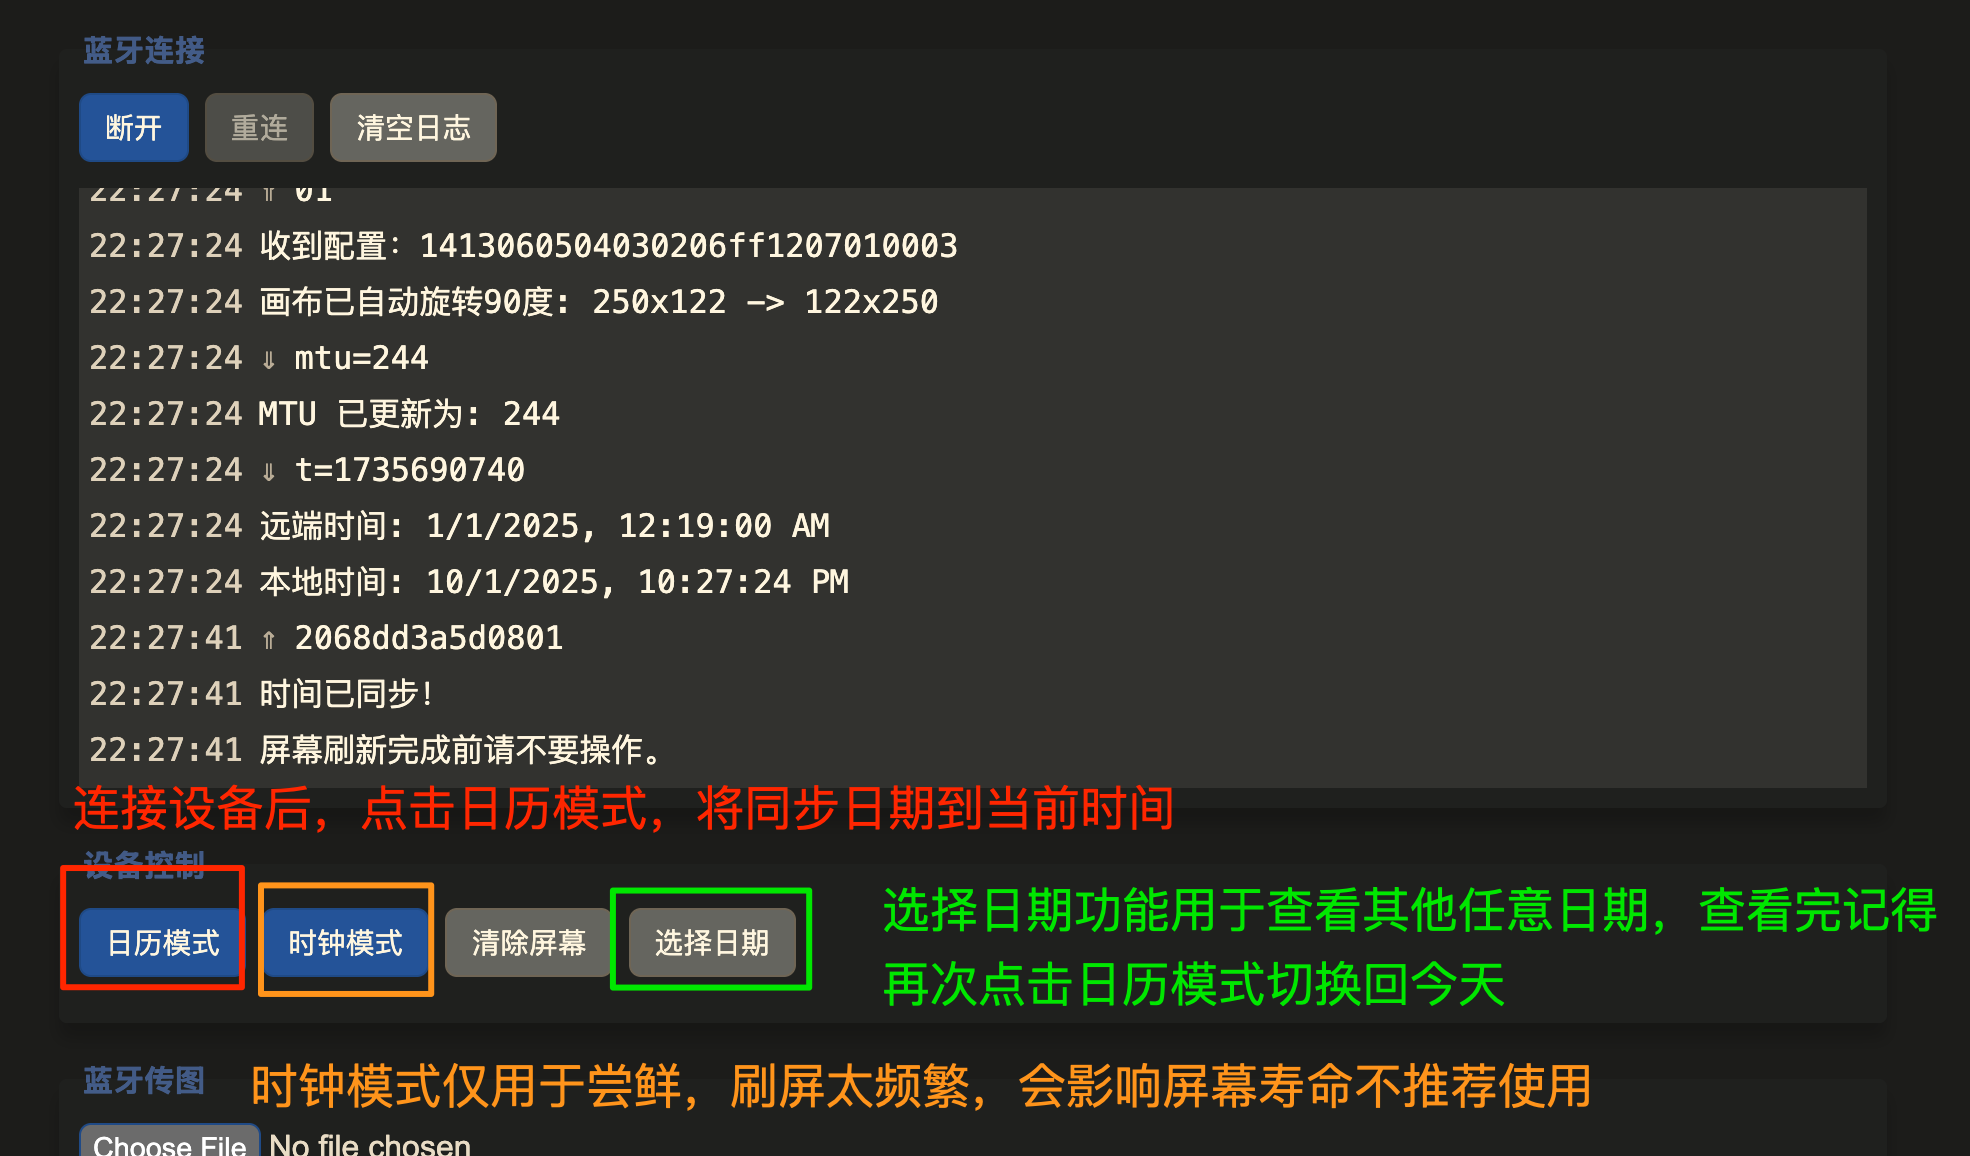 蓝牙连接
断开 重连 清空日志
22:27:24 ⇑ 01
22:27:24 收到配置：1413060504030206ff1207010003
22:27:24 画布已自动旋转90度: 250x122 -> 122x250
22:27:24 ⇓ mtu=244
22:27:24 MTU 已更新为: 244
22:27:24 ⇓ t=1735690740
22:27:24 远端时间: 1/1/2025, 12:19:00 AM
22:27:24 本地时间: 10/1/2025, 10:27:24 PM
22:27:41 ⇑ 2068dd3a5d0801
22:27:41 时间已同步！
22:27:41 屏幕刷新完成前请不要操作。
连接设备后，点击日历模式，将同步日期到当前时间
设备控制
日历模式 时钟模式 清除屏幕 选择日期
选择日期功能用于查看其他任意日期，查看完记得
再次点击日历模式切换回今天
蓝牙传图
时钟模式仅用于尝鲜，刷屏太频繁，会影响屏幕寿命不推荐使用
Choose File No file chosen